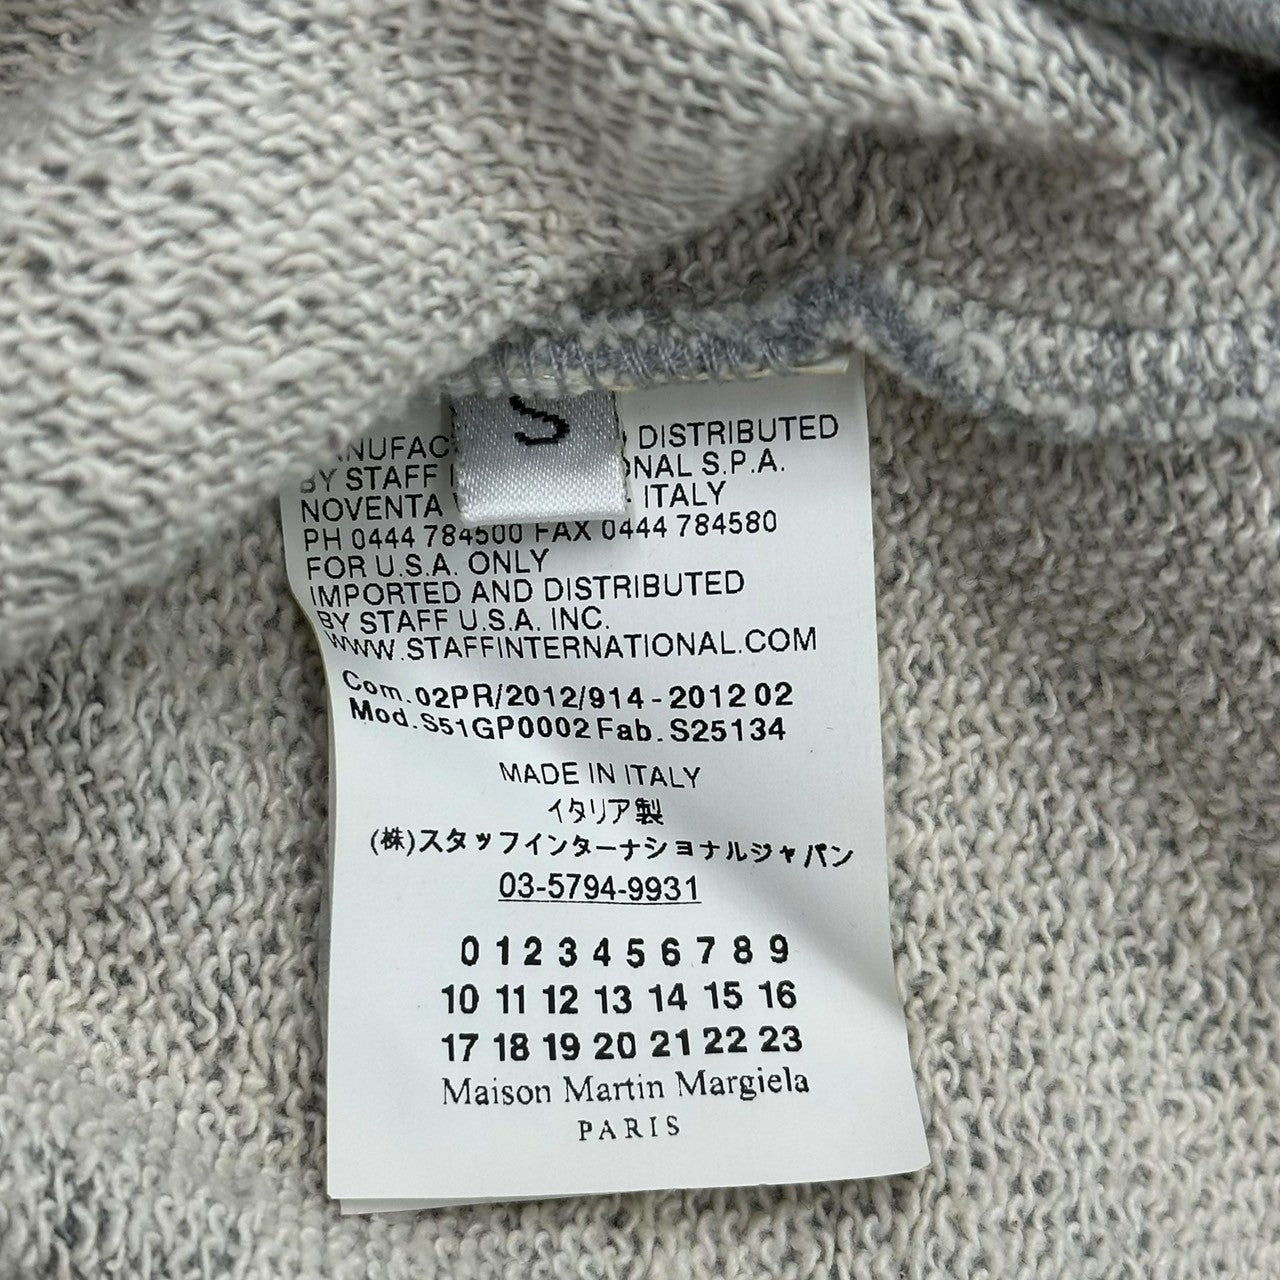 S
DISTRIBUTED
BY STAFF S.P.A.
NOVENTA ITALY
PH 0444 784500 FAX 0444 784580
FOR U.S.A. ONLY
IMPORTED AND DISTRIBUTED
BY STAFF U.S.A. INC.
WWW.STAFFINTERNATIONAL.COM
Com.02PR/2012/914-2012 02
Mod.S51GP0002 Fab.S25134
MADE IN ITALY
イタリア製
(株)スタッフインターナショナルジャパン
03-5794-9931
0 1 2 3 4 5 6 7 8 9
10 11 12 13 14 15 16
17 18 19 20 21 22 23
Maison Martin Margiela
PARIS